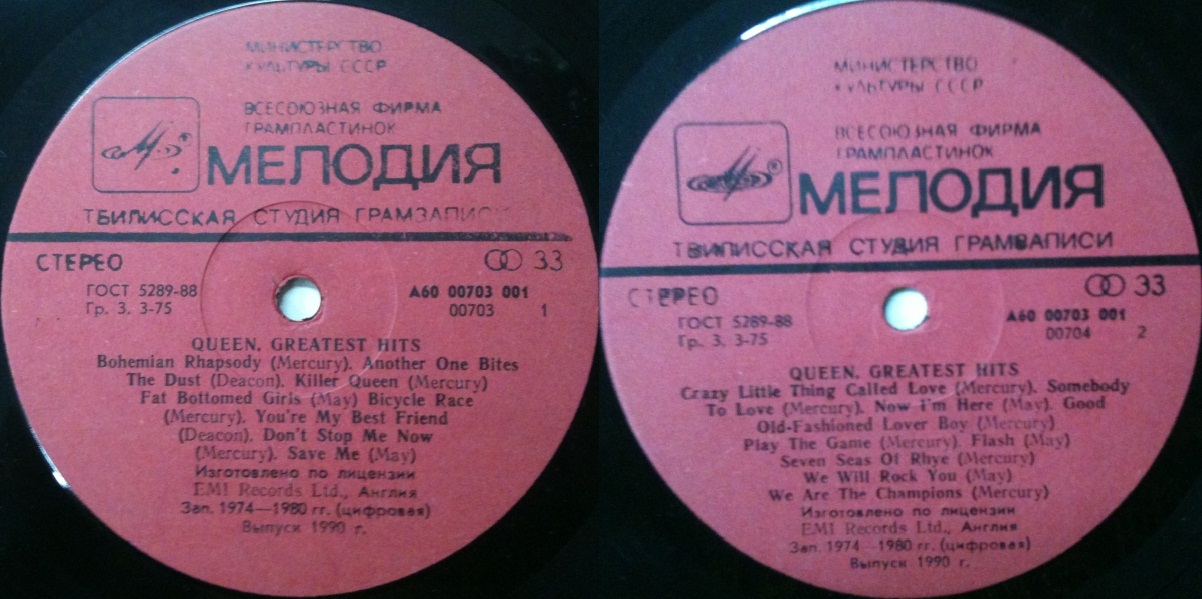 МИНИСТЕРСТВО
КУЛЬТУРЫ СССР
ВСЕСОЮЗНАЯ ФИРМА
ГРАМПЛАСТИНОК
®
МЕЛОДИЯ
ТБИЛИССКАЯ СТУДИЯ ГРАМЗАПИСИ
СТЕРЕО
33
ГОСТ 5289-88
А60 00703 001
Гр. 3. 3-75
00703 1
QUEEN. GREATEST HITS
Bohemian Rhapsody (Mercury). Another One Bites
The Dust (Deacon). Killer Queen (Mercury)
Fat Bottomed Girls (May) Bicycle Race
(Mercury). You're My Best Friend
(Deacon). Don't Stop Me Now
(Mercury). Save Me (May)
Изготовлено по лицензии
EMI Records Ltd., Англия
Зап. 1974—1980 гг. (цифровая)
Выпуск 1990 г.
МИНИСТЕРСТВО
КУЛЬТУРЫ СССР
ВСЕСОЮЗНАЯ ФИРМА
ГРАМПЛАСТИНОК
®
МЕЛОДИЯ
ТБИЛИССКАЯ СТУДИЯ ГРАМЗАПИСИ
СТЕРЕО
33
ГОСТ 5289-88
А60 00703 001
Гр. 3. 3-75
00704 2
QUEEN. GREATEST HITS
Crazy Little Thing Called Love (Mercury). Somebody
To Love (Mercury). Now I'm Here (May). Good
Old-Fashioned Lover Boy (Mercury)
Play The Game (Mercury). Flash (May)
Seven Seas Of Rhye (Mercury)
We Will Rock You (May)
We Are The Champions (Mercury)
Изготовлено по лицензии
EMI Records Ltd., Англия
Зап. 1974—1980 гг. (цифровая)
Выпуск 1990 г.